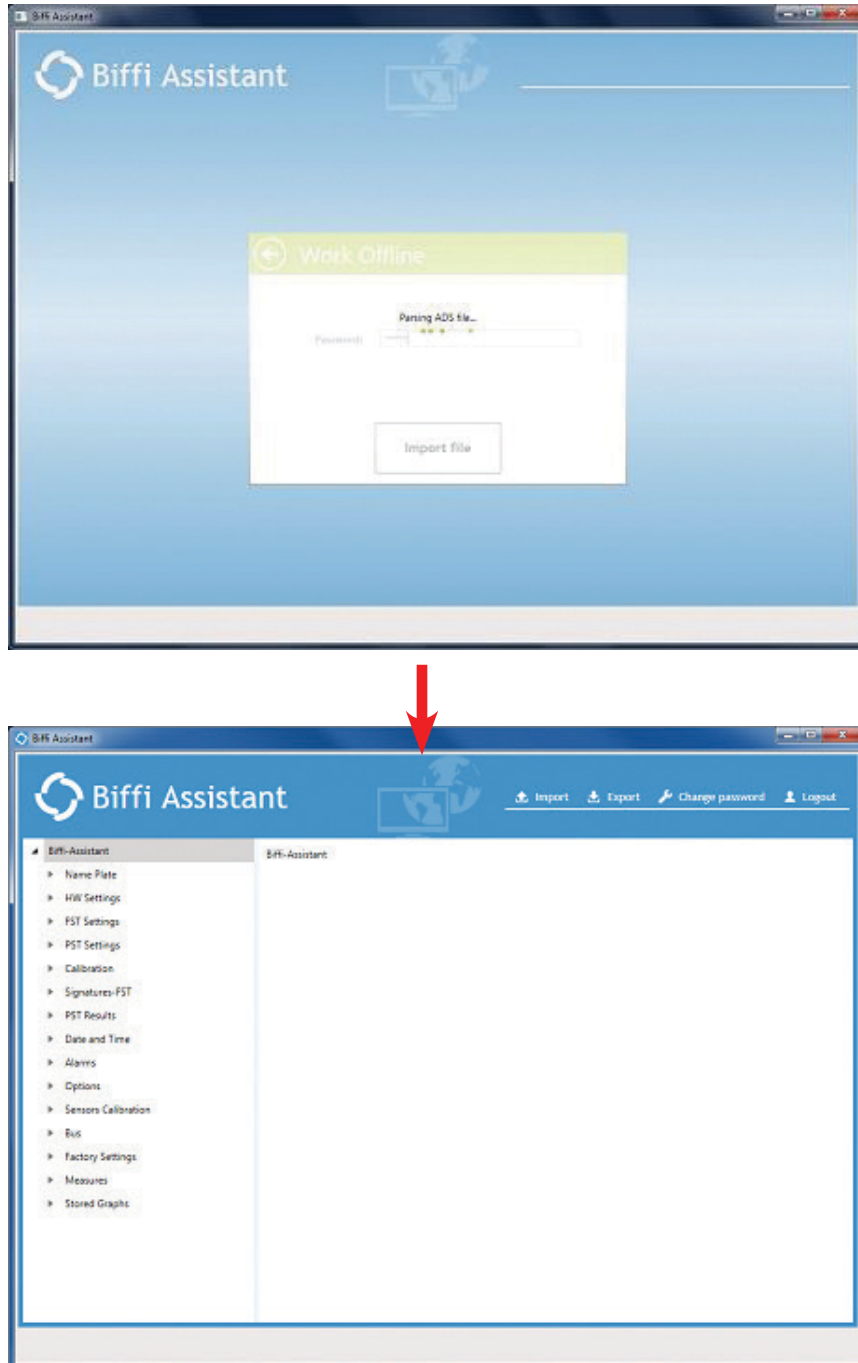 Biffi Assistant
Biffi Assistant
Work Offline
Parsing ADS file...
Password:
Import file
Biffi Assistant
Biffi Assistant
Import Export Change password Logout
Biffi-Assistant
Biffi-Assistant
Name Plate
HW Settings
FST Settings
PST Settings
Calibration
Signatures-FST
PST Results
Date and Time
Alarms
Options
Sensors Calibration
Bus
Factory Settings
Measures
Stored Graphs